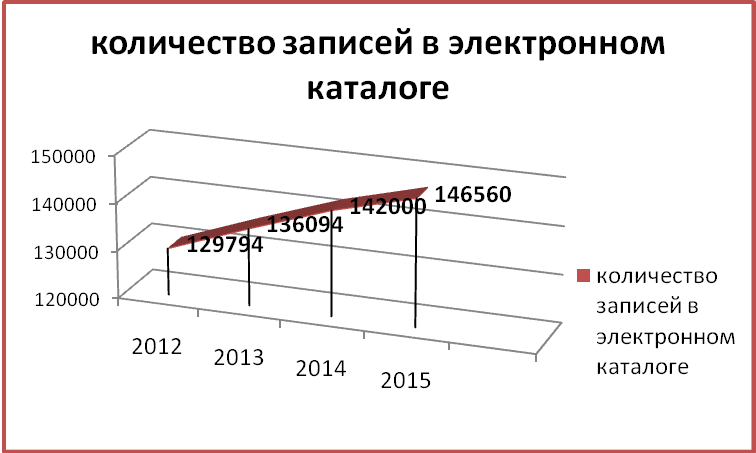 количество записей в электронном
каталоге
150000
140000
130000
120000
129794
136094
142000
146560
2012
2013
2014
2015
количество
записей в
электронном
каталоге